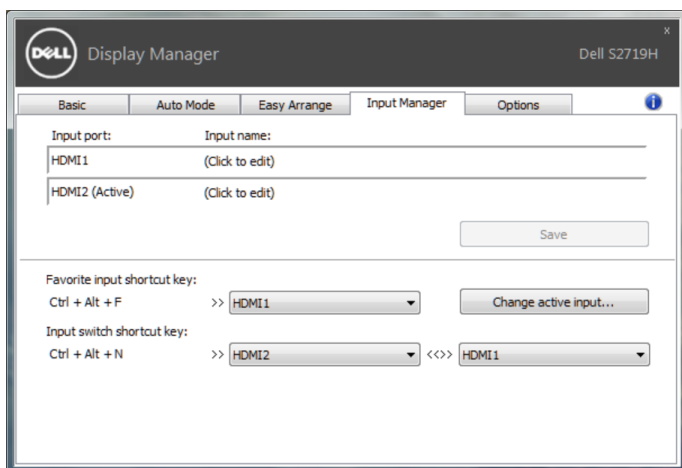 x
DELL Display Manager Dell S2719H
Basic Auto Mode Easy Arrange Input Manager Options i
Input port: Input name:
HDMI1 (Click to edit)
HDMI2 (Active) (Click to edit)
Save
Favorite input shortcut key:
Ctrl + Alt + F >> HDMI1 Change active input...
Input switch shortcut key:
Ctrl + Alt + N >> HDMI2 <<>> HDMI1